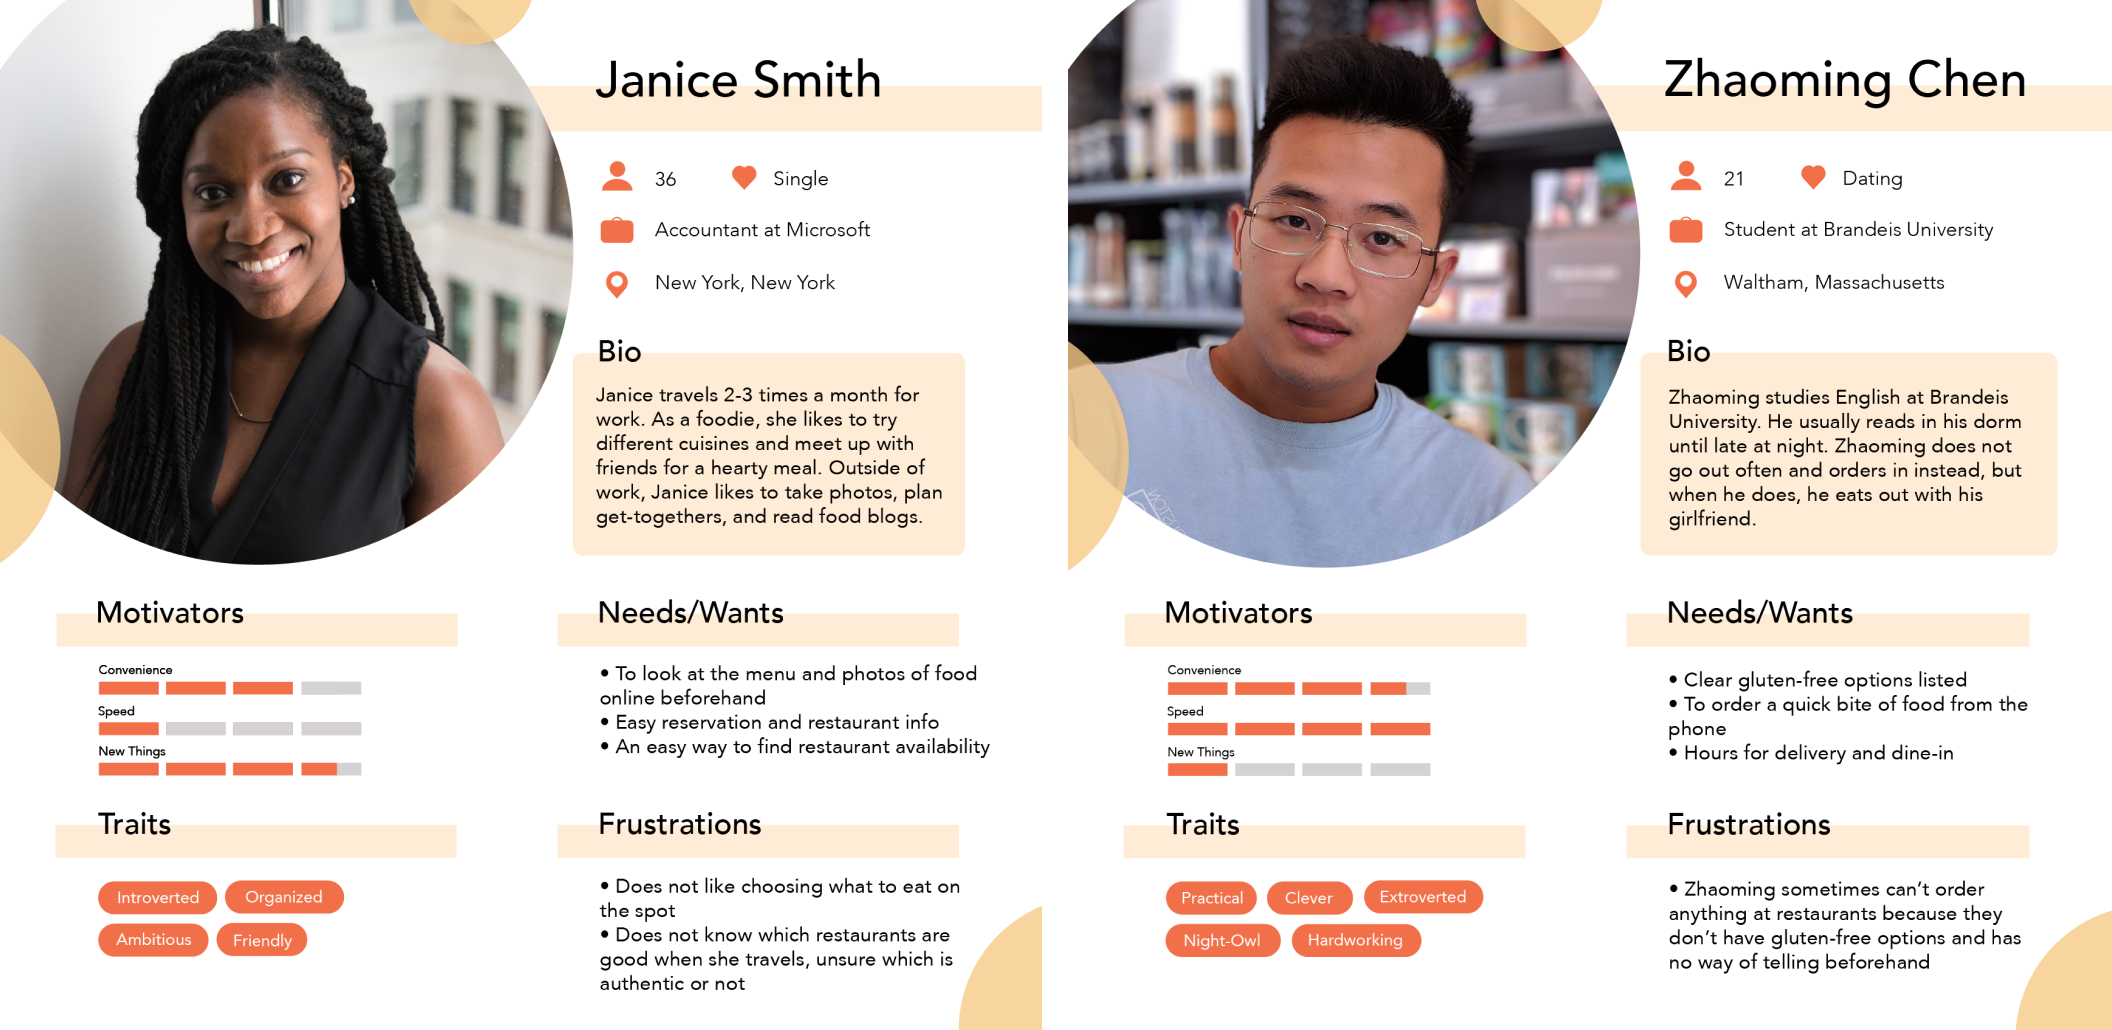 Janice Smith
36
Single
Accountant at Microsoft
New York, New York
Bio
Janice travels 2-3 times a month for
work. As a foodie, she likes to try
different cuisines and meet up with
friends for a hearty meal. Outside of
work, Janice likes to take photos, plan
get-togethers, and read food blogs.
Motivators
Convenience
Speed
New Things
Needs/Wants
• To look at the menu and photos of food
online beforehand
• Easy reservation and restaurant info
• An easy way to find restaurant availability
Traits
Introverted
Organized
Ambitious
Friendly
Frustrations
• Does not like choosing what to eat on
the spot
• Does not know which restaurants are
good when she travels, unsure which is
authentic or not
Zhaoming Chen
21
Dating
Student at Brandeis University
Waltham, Massachusetts
Bio
Zhaoming studies English at Brandeis
University. He usually reads in his dorm
until late at night. Zhaoming does not
go out often and orders in instead, but
when he does, he eats out with his
girlfriend.
Motivators
Convenience
Speed
New Things
Needs/Wants
• Clear gluten-free options listed
• To order a quick bite of food from the
phone
• Hours for delivery and dine-in
Traits
Practical
Clever
Extroverted
Night-Owl
Hardworking
Frustrations
• Zhaoming sometimes can’t order
anything at restaurants because they
don’t have gluten-free options and has
no way of telling beforehand